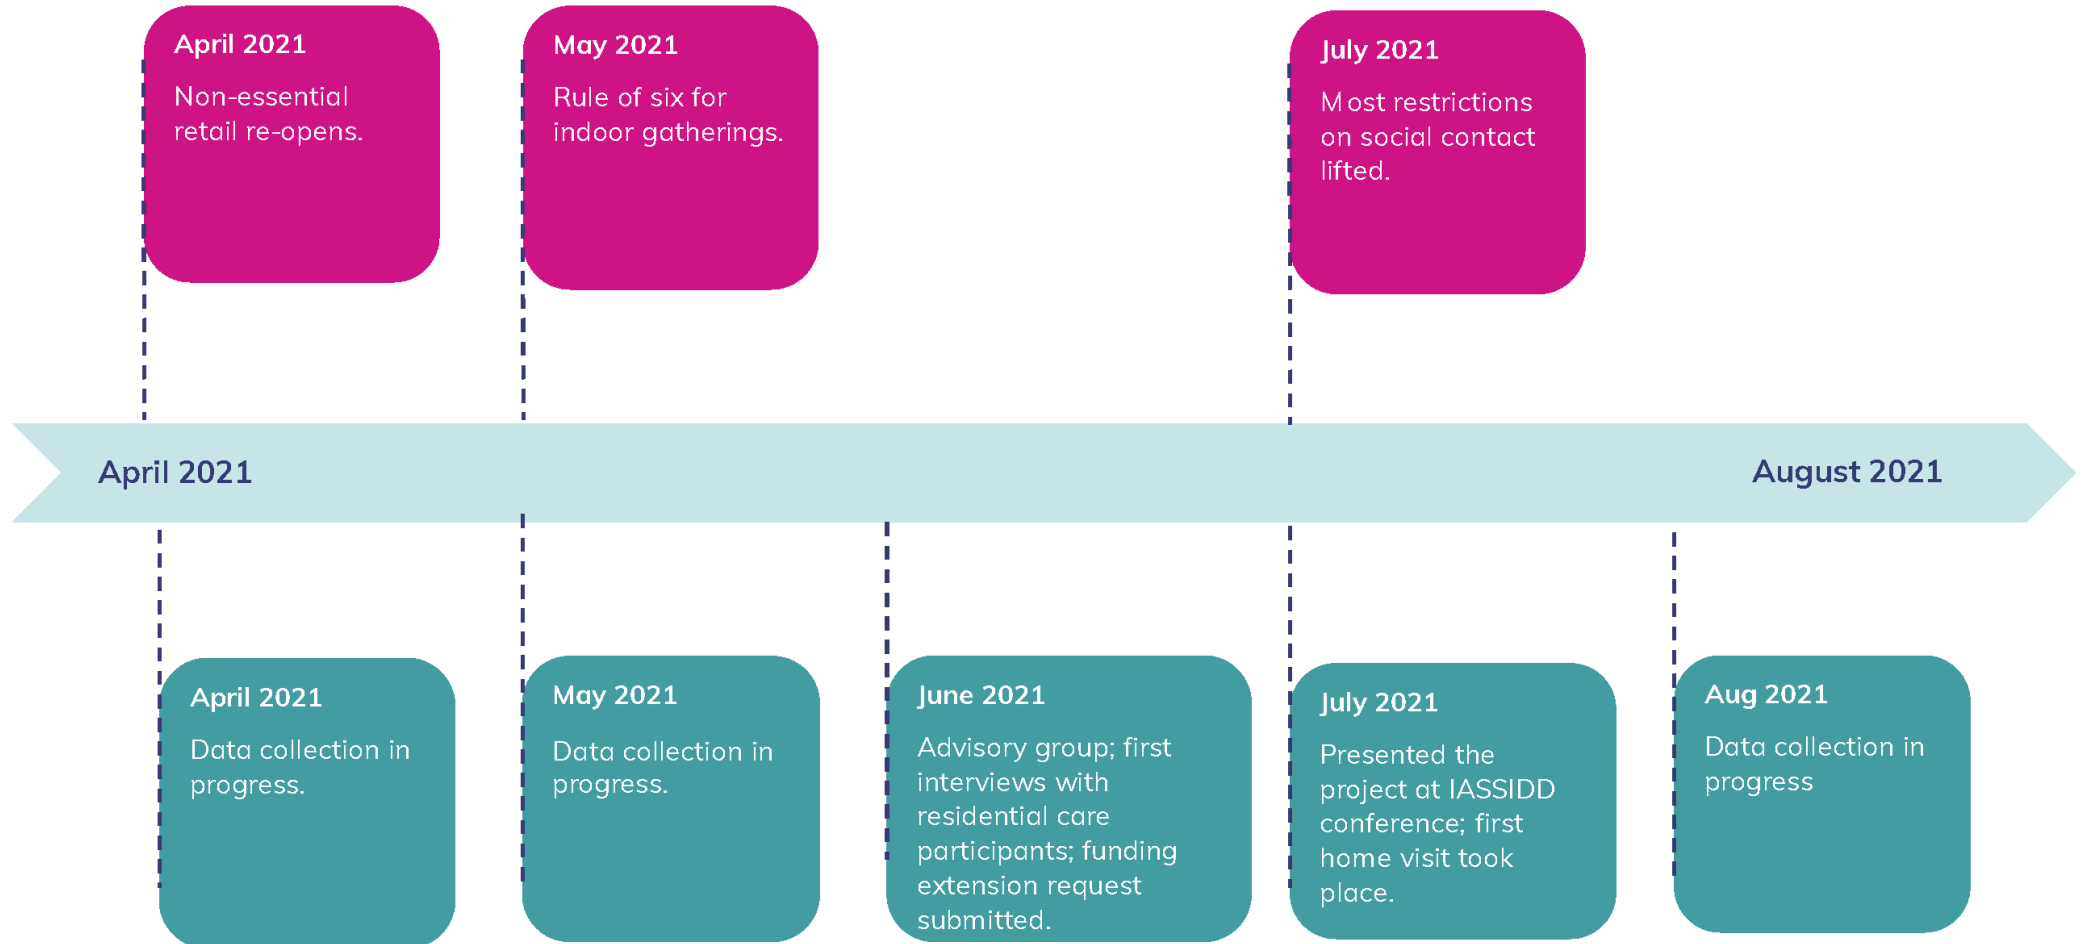 April 2021
Non-essential
retail re-opens.
May 2021
Rule of six for
indoor gatherings.
July 2021
Most restrictions
on social contact
lifted.
April 2021
August 2021
April 2021
Data collection in
progress.
May 2021
Data collection in
progress.
June 2021
Advisory group; first
interviews with
residential care
participants; funding
extension request
submitted.
July 2021
Presented the
project at IASSIDD
conference; first
home visit took
place.
Aug 2021
Data collection in
progress